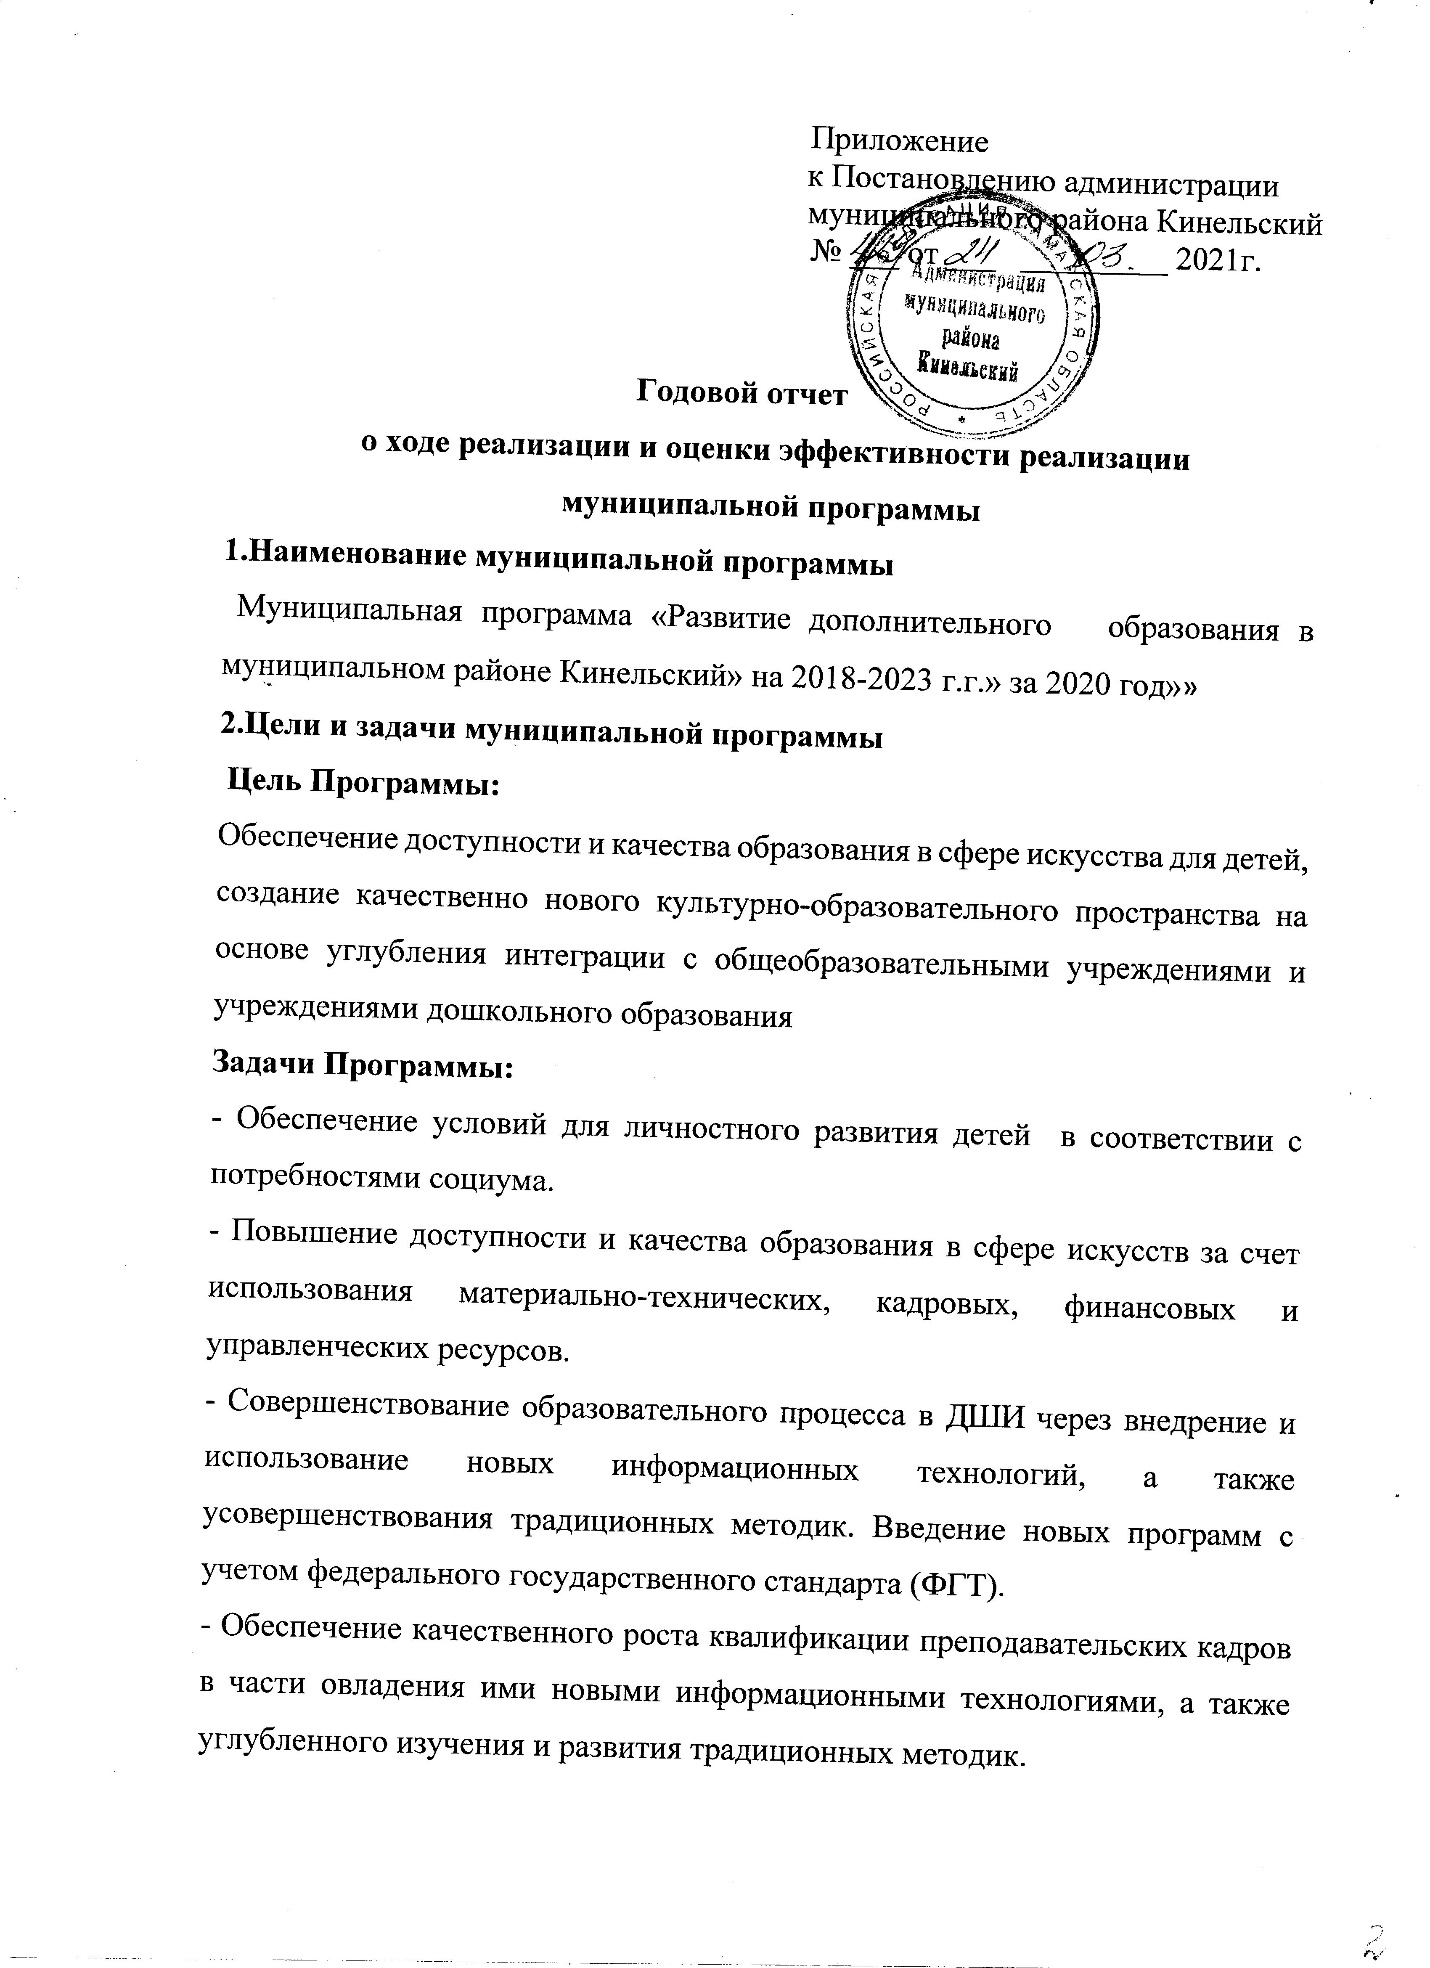 Приложение
к Постановлению администрации
муниципального района Кинельский
№ от 24 03. 2021г.
РОССИЙСКАЯ ФЕДЕРАЦИЯ САМАРСКАЯ ОБЛАСТЬ *
Администрация
муниципального
района
Кинельский
Годовой отчет
о ходе реализации и оценки эффективности реализации
муниципальной программы
1.Наименование муниципальной программы
Муниципальная программа «Развитие дополнительного образования в
муниципальном районе Кинельский» на 2018-2023 г.г.» за 2020 год»»
2.Цели и задачи муниципальной программы
Цель Программы:
Обеспечение доступности и качества образования в сфере искусства для детей,
создание качественно нового культурно-образовательного пространства на
основе углубления интеграции с общеобразовательными учреждениями и
учреждениями дошкольного образования
Задачи Программы:
- Обеспечение условий для личностного развития детей в соответствии с
потребностями социума.
- Повышение доступности и качества образования в сфере искусств за счет
использования материально-технических, кадровых, финансовых и
управленческих ресурсов.
- Совершенствование образовательного процесса в ДШИ через внедрение и
использование новых информационных технологий, а также
усовершенствования традиционных методик. Введение новых программ с
учетом федерального государственного стандарта (ФГТ).
- Обеспечение качественного роста квалификации преподавательских кадров
в части овладения ими новыми информационными технологиями, а также
углубленного изучения и развития традиционных методик.
2